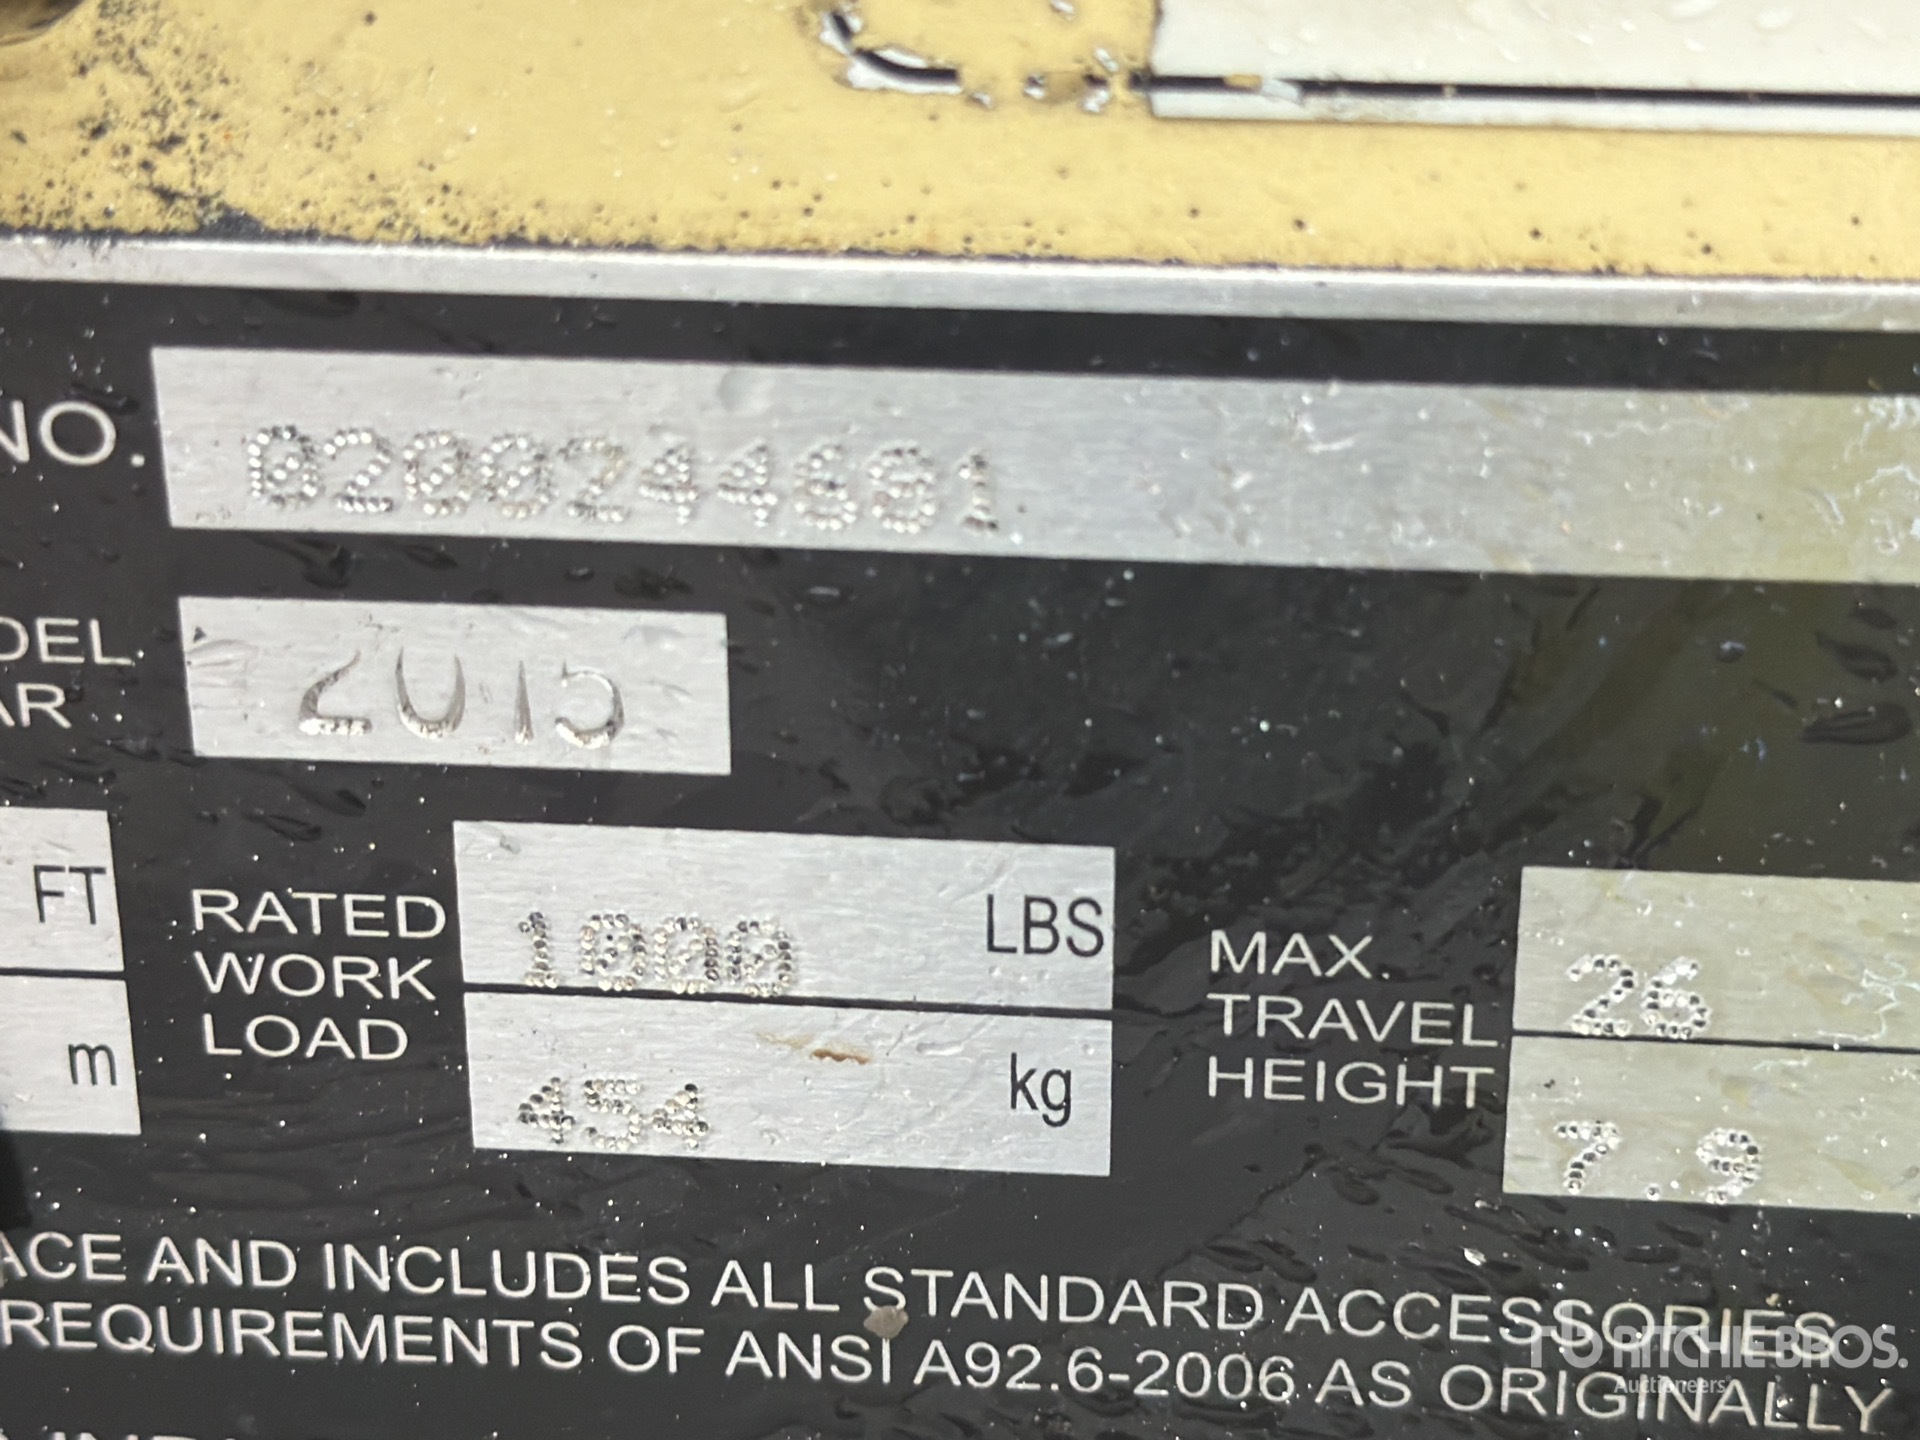 NO. 0200244681
DEL
AR 2015
FT
m
RATED
WORK
LOAD
1000 LBS
454 kg
MAX.
TRAVEL
HEIGHT
26
7.9
ACE AND INCLUDES ALL STANDARD ACCESSORIES.
REQUIREMENTS OF ANSI A92.6-2006 AS ORIGINALLY
RITCHIE BROS.
Auctioneers